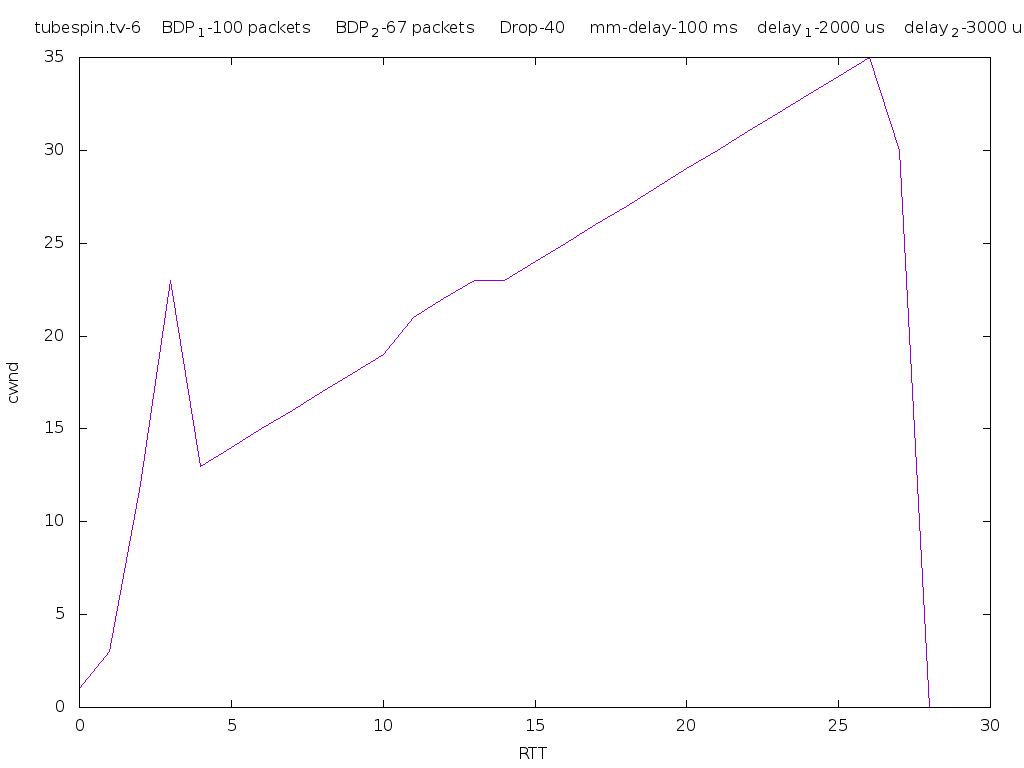 tubespin.tv-6 BDP1-100 packets BDP2-67 packets Drop-40 mm-delay-100 ms delay1-2000 us delay2-3000 u
35
30
25
20
15
10
5
0
cwnd
0 5 10 15 20 25 30
RTT